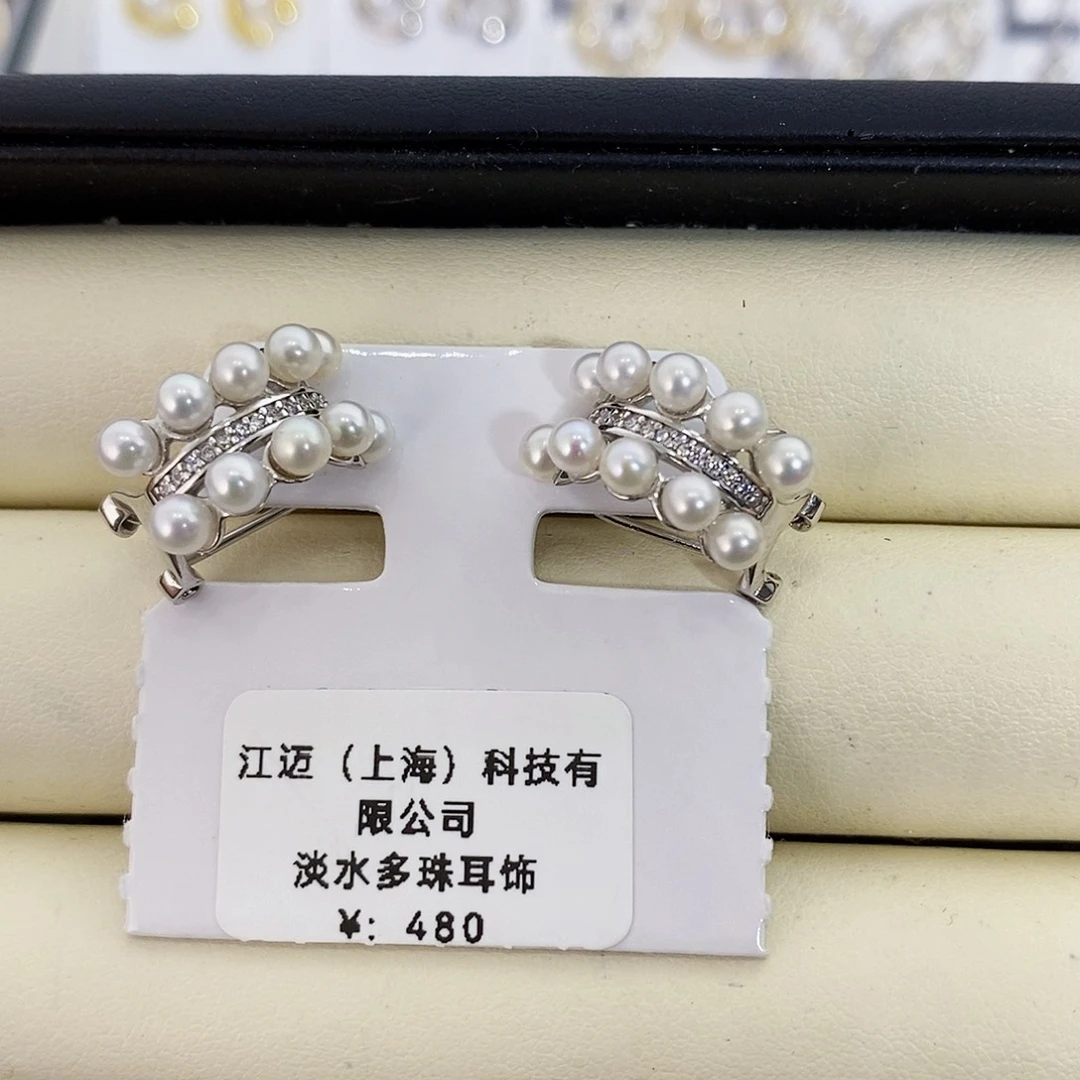 江迈（上海）科技有
限公司
淡水多珠耳饰
¥: 480